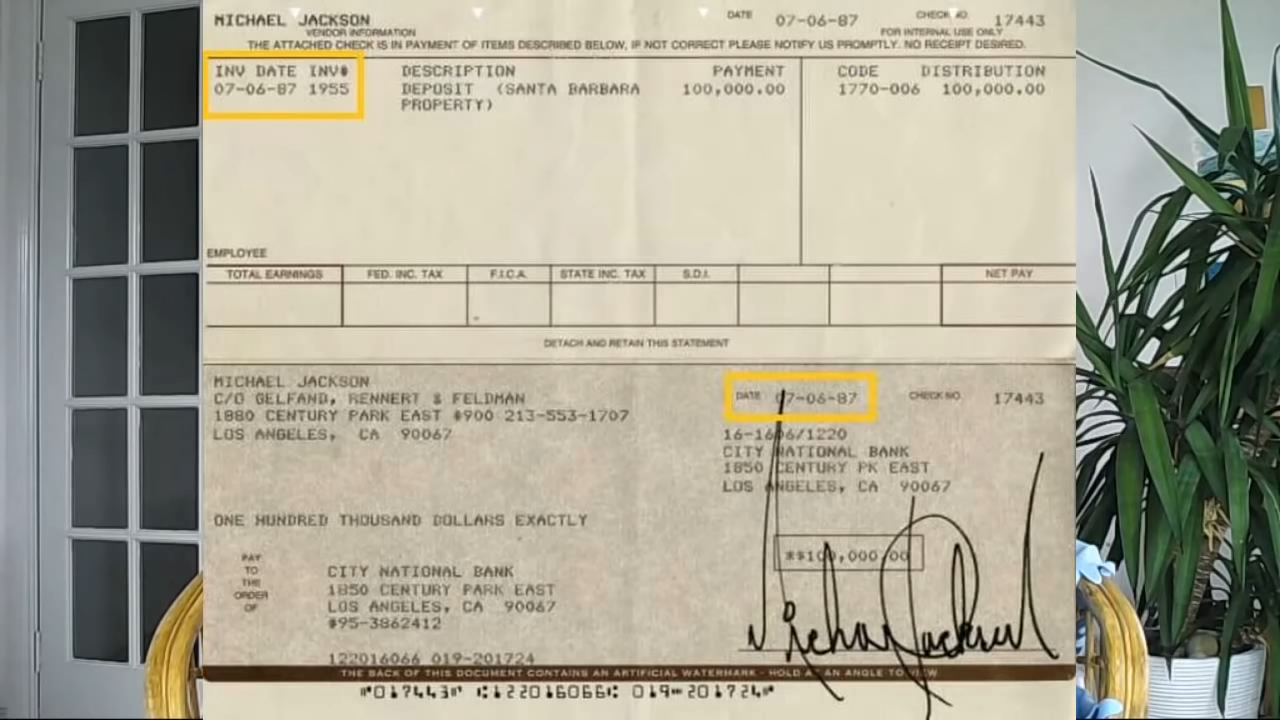 MICHAEL JACKSON DATE 07-06-87 CHECK NO. 17443
VENDOR INFORMATION FOR INTERNAL USE ONLY
THE ATTACHED CHECK IS IN PAYMENT OF ITEMS DESCRIBED BELOW, IF NOT CORRECT PLEASE NOTIFY US PROMPTLY. NO RECEIPT DESIRED.
INV DATE INV# DESCRIPTION PAYMENT CODE DISTRIBUTION
07-06-87 1955 DEPOSIT (SANTA BARBARA 100,000.00 1770-006 100,000.00
PROPERTY)
EMPLOYEE
TOTAL EARNINGS FED. INC. TAX F.I.C.A. STATE INC. TAX S.D.I. NET PAY
DETACH AND RETAIN THIS STATEMENT
MICHAEL JACKSON
C/O GELFAND, RENNERT & FELDMAN DATE 07-06-87 CHECK NO. 17443
1880 CENTURY PARK EAST #900 213-553-1707
LOS ANGELES, CA 90067 16-1606/1220
CITY NATIONAL BANK
1850 CENTURY PK EAST
LOS ANGELES, CA 90067
ONE HUNDRED THOUSAND DOLLARS EXACTLY
**100,000.00
PAY
TO
THE
ORDER
OF
CITY NATIONAL BANK
1850 CENTURY PARK EAST
LOS ANGELES, CA 90067
#95-3862412
Michael Jackson
122016066 019-201724
THE BACK OF THIS DOCUMENT CONTAINS AN ARTIFICIAL WATERMARK - HOLD AT AN ANGLE TO VIEW
⑈017443⑈ ⑆122016066⑆ 019⑉201724⑈